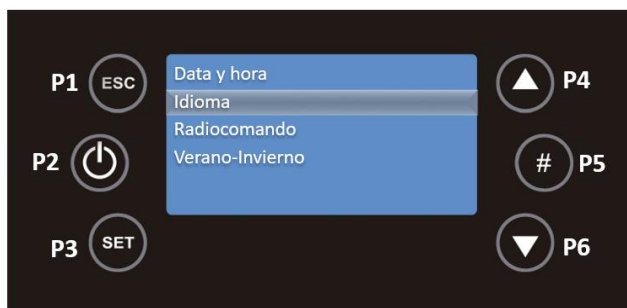 P1 ESC
Data y hora
Idioma
Radiocomando
Verano-Invierno
P4
P2
# P5
P3 SET
P6